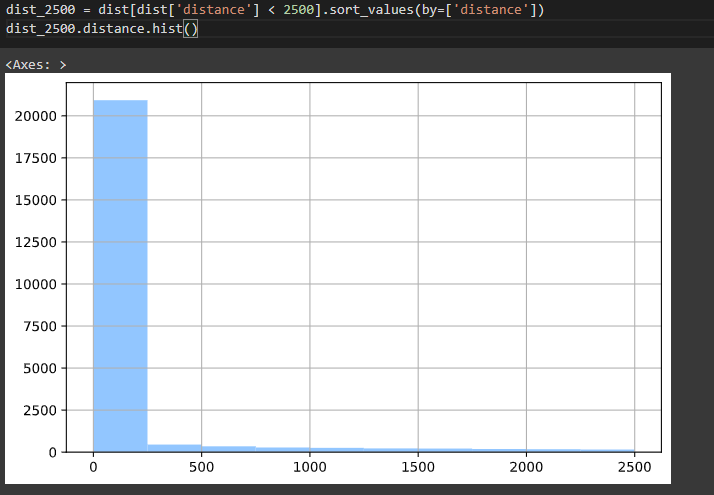 dist_2500 = dist[dist['distance'] < 2500].sort_values(by=['distance'])
dist_2500.distance.hist()
<Axes: >
20000
17500
15000
12500
10000
7500
5000
2500
0
0 500 1000 1500 2000 2500